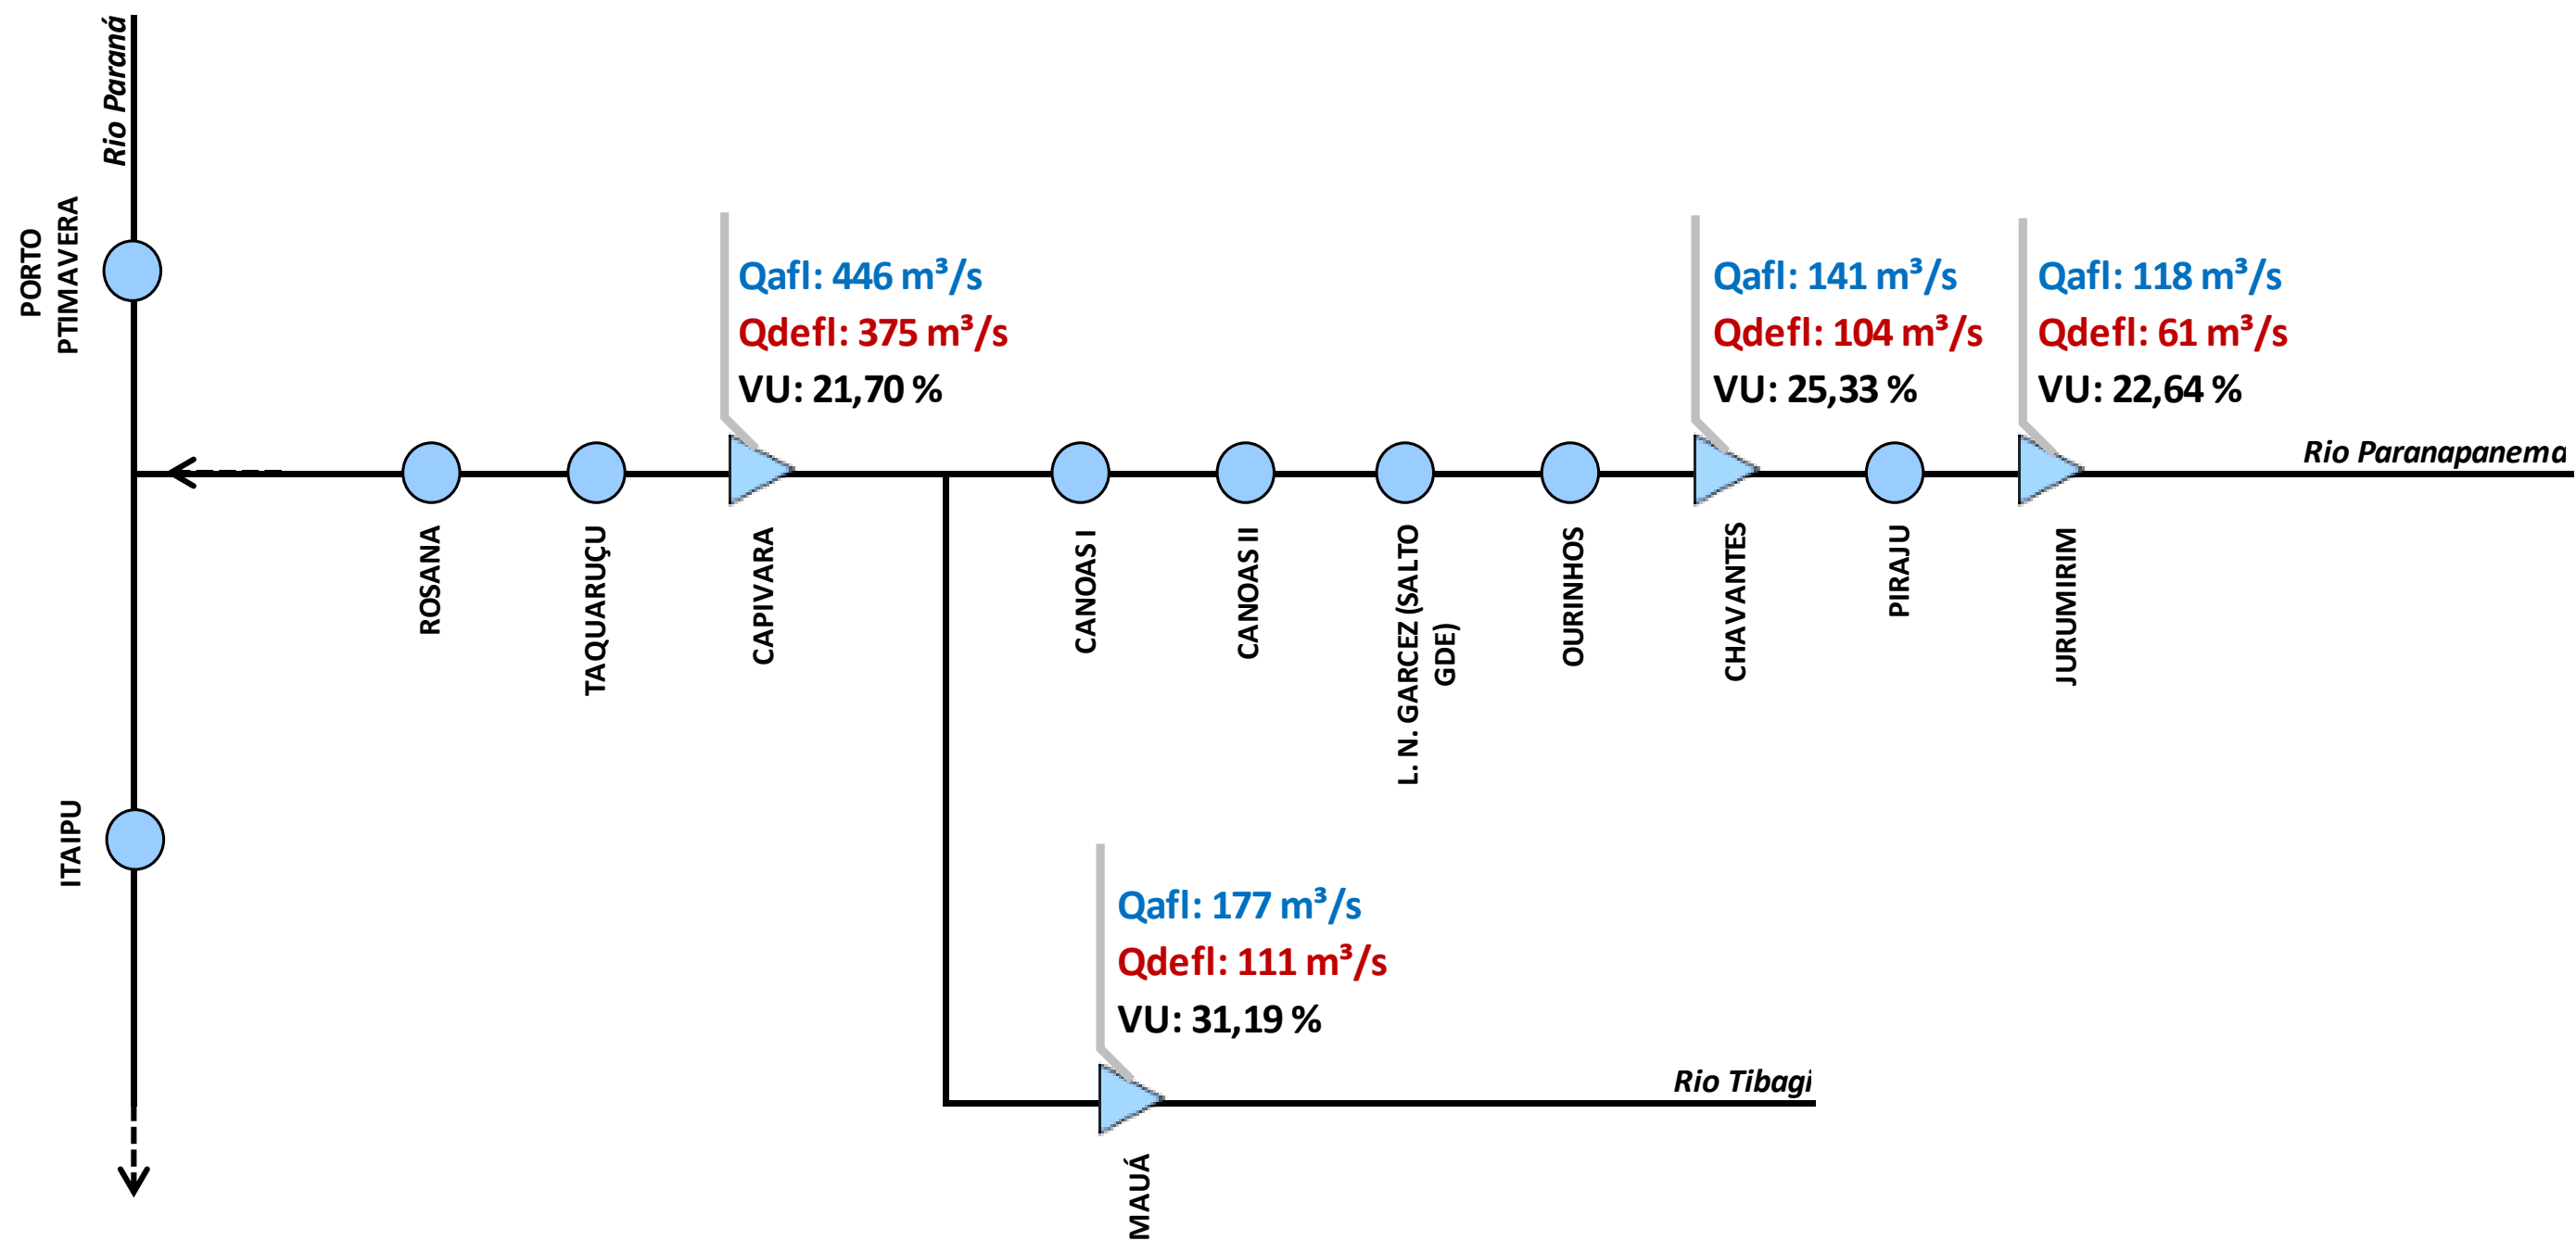 Rio Paraná
PORTO
PTIMAVERA
Qafl: 446 m³/s
Qdefl: 375 m³/s
VU: 21,70 %
Qafl: 141 m³/s
Qdefl: 104 m³/s
VU: 25,33 %
Qafl: 118 m³/s
Qdefl: 61 m³/s
VU: 22,64 %
Rio Paranapanema
ROSANA
TAQUARUÇU
CAPIVARA
CANOAS I
CANOAS II
L. N. GARCEZ (SALTO
GDE)
OURINHOS
CHAVANTES
PIRAJU
JURUMIRIM
ITAIPU
Qafl: 177 m³/s
Qdefl: 111 m³/s
VU: 31,19 %
Rio Tibagi
MAUÁ